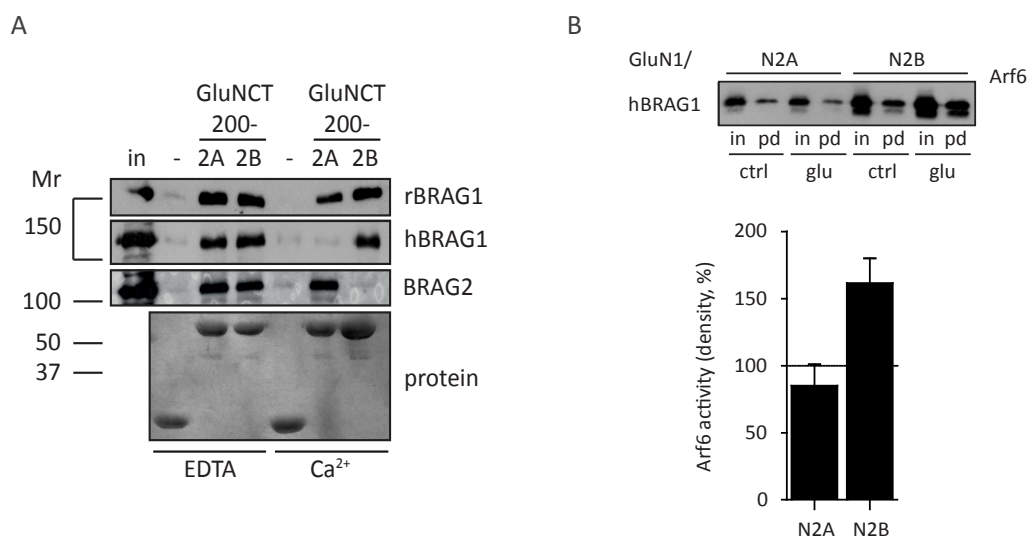 A
GluNCT GluNCT
200- 200-
in - 2A 2B - 2A 2B
Mr
rBRAG1
150
hBRAG1
BRAG2
100
50
37
protein
EDTA Ca²⁺
B
GluN1/ N2A N2B Arf6
hBRAG1
in pd in pd in pd in pd
ctrl glu ctrl glu
Arf6 activity (density, %)
200
150
100
50
0
N2A N2B